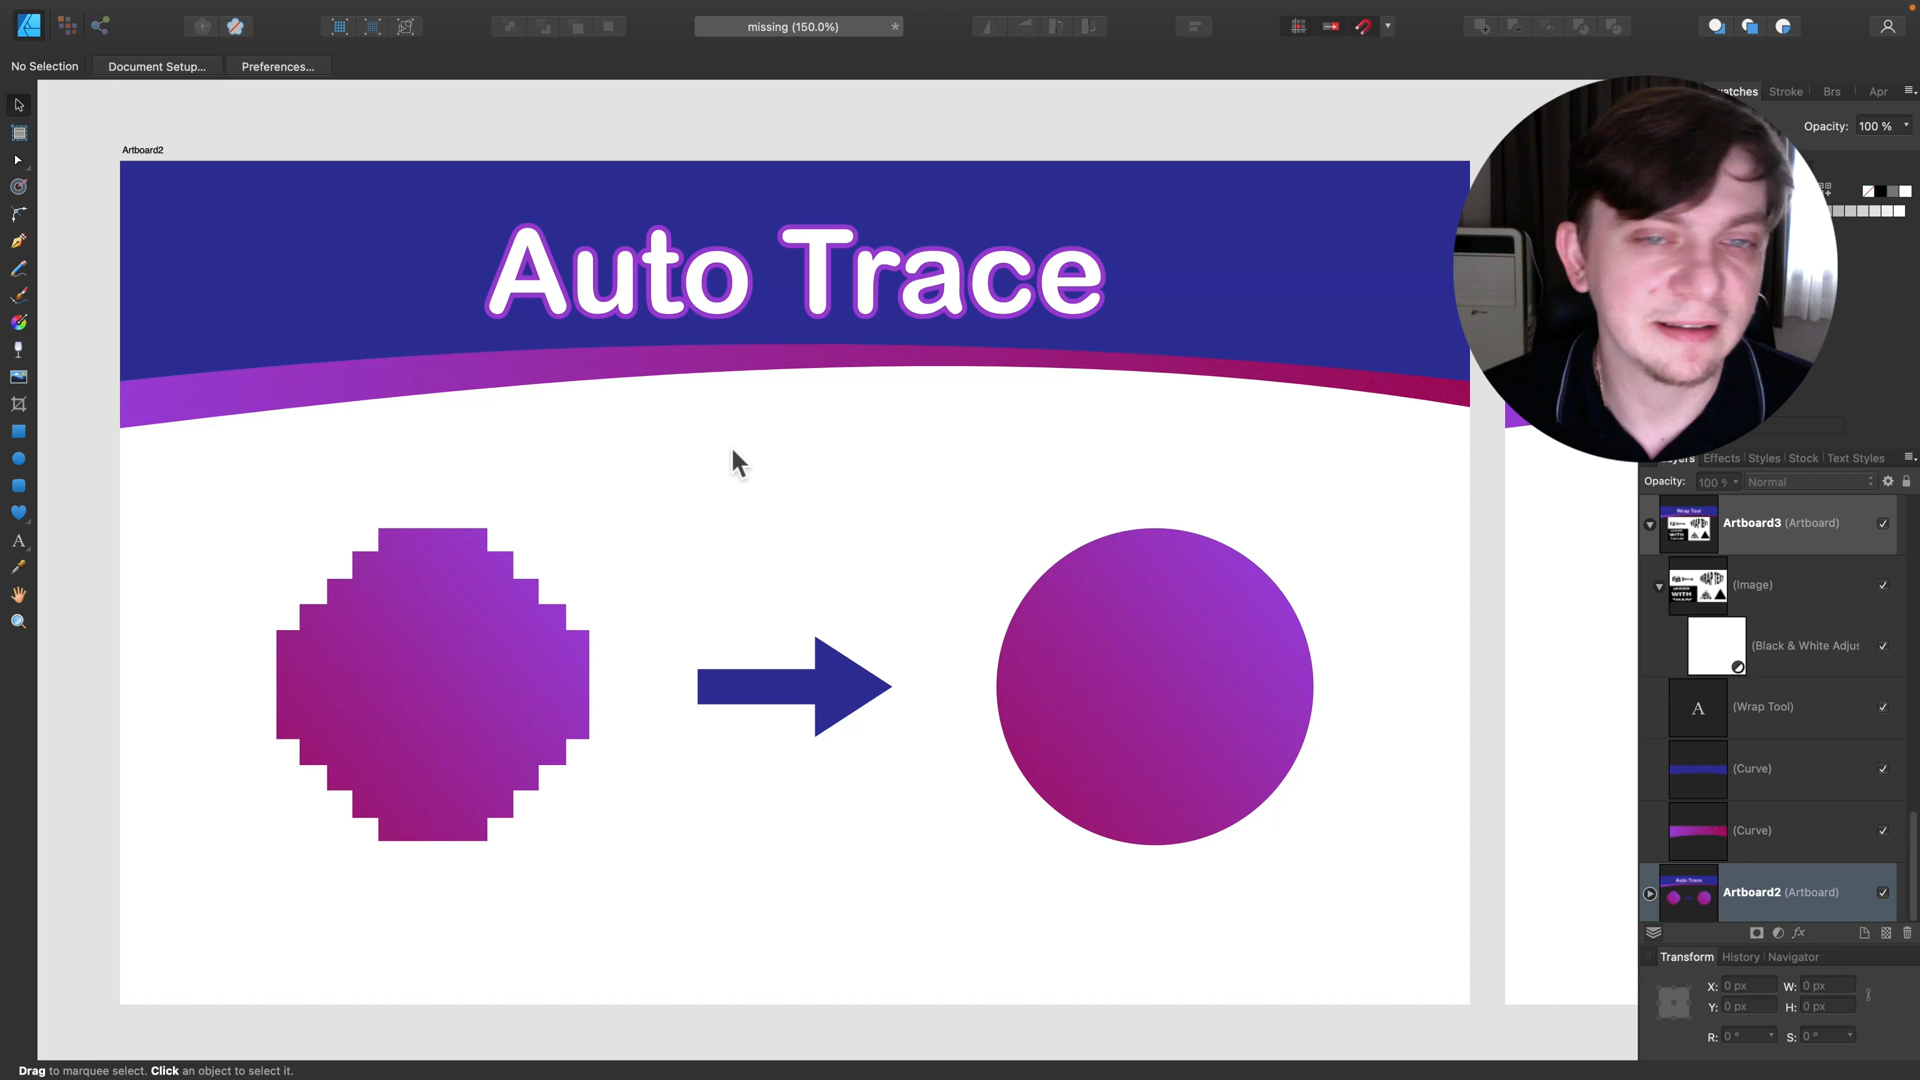 missing (150.0%)
*
No Selection
Document Setup...
Preferences...
Stroke
Brs
Apr
Opacity:
100 %
Artboard2
Auto Trace
Effects
Styles
Stock
Text Styles
Opacity:
100 %
Normal
Artboard3 (Artboard)
(Image)
(Black & White Adjus
A
(Wrap Tool)
(Curve)
(Curve)
Artboard2 (Artboard)
Transform
History
Navigator
X: 0 px
W: 0 px
Y: 0 px
H: 0 px
R: 0 °
S: 0 °
Drag to marquee select. Click an object to select it.